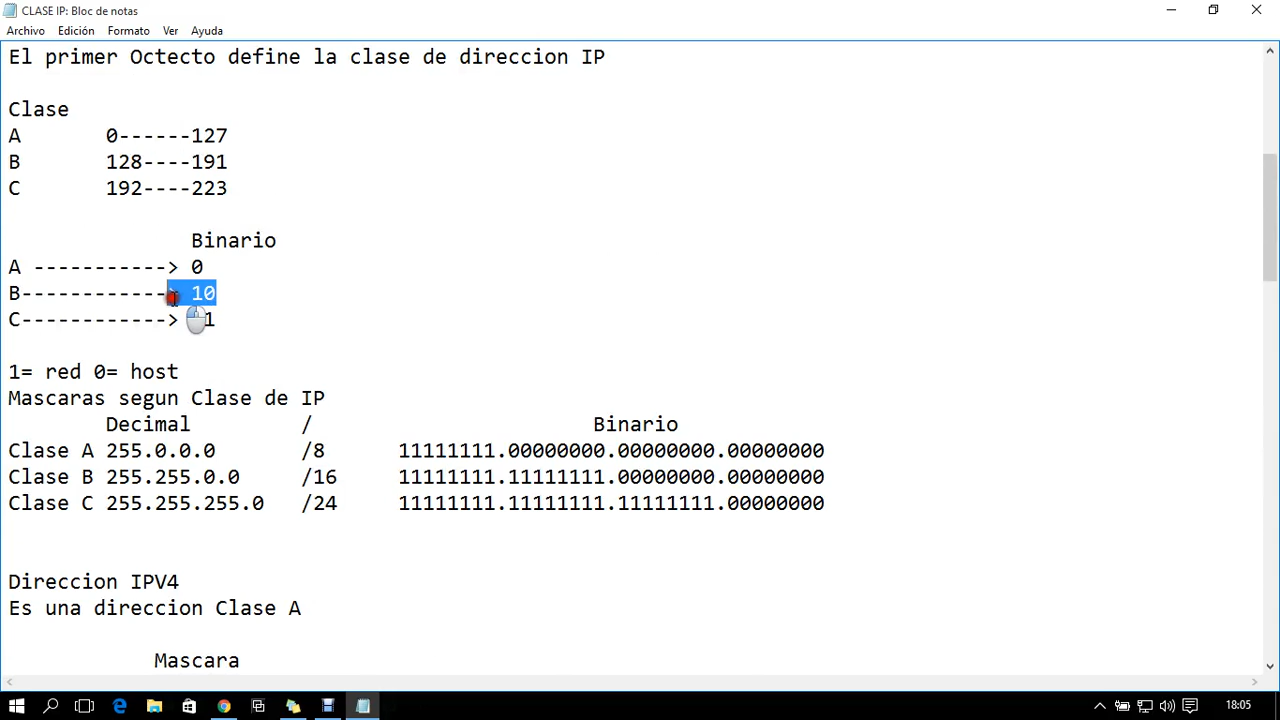 CLASE IP: Bloc de notas
Archivo Edición Formato Ver Ayuda
El primer Octecto define la clase de direccion IP
Clase
A 0------127
B 128----191
C 192----223
Binario
A -----------> 0
B------------> 10
C------------> 1
1= red 0= host
Mascaras segun Clase de IP
Decimal / Binario
Clase A 255.0.0.0 /8 11111111.00000000.00000000.00000000
Clase B 255.255.0.0 /16 11111111.11111111.00000000.00000000
Clase C 255.255.255.0 /24 11111111.11111111.11111111.00000000
Direccion IPV4
Es una direccion Clase A
Mascara
18:05